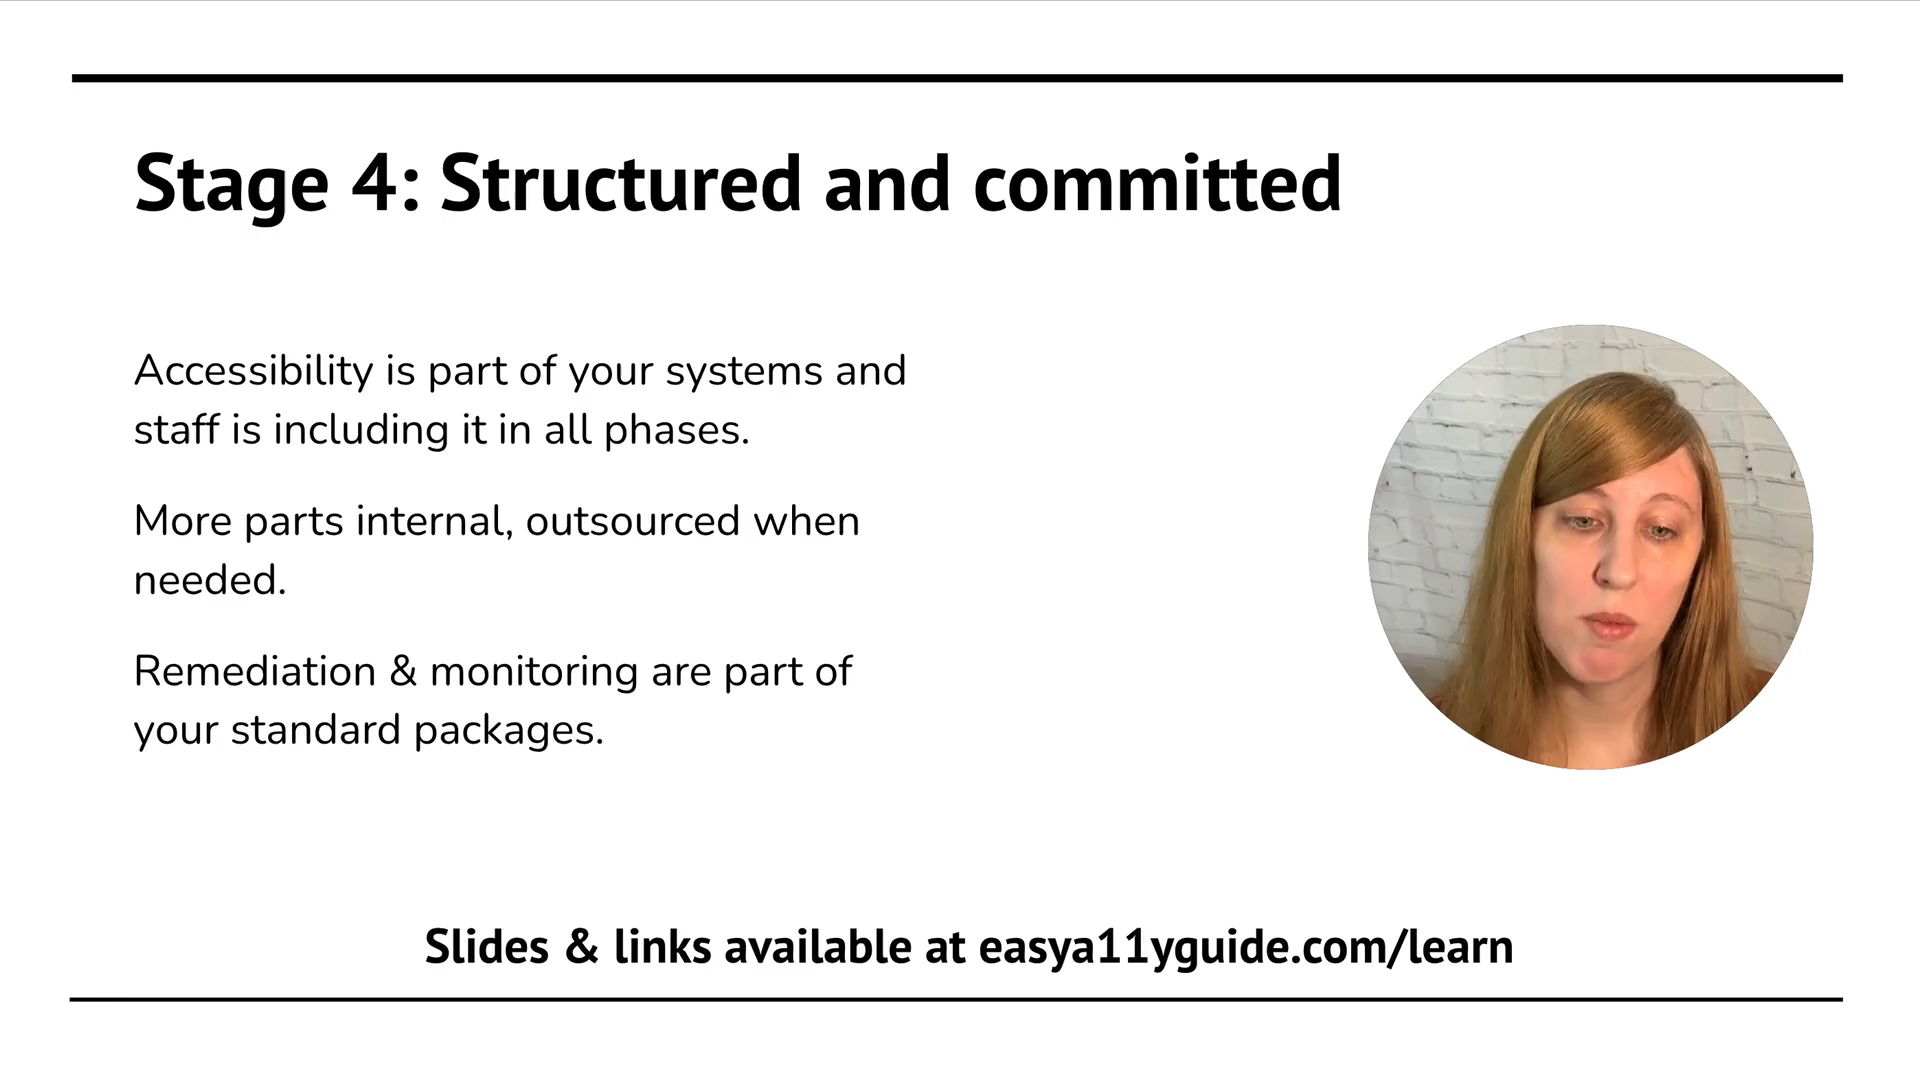 Stage 4: Structured and committed
Accessibility is part of your systems and
staff is including it in all phases.
More parts internal, outsourced when
needed.
Remediation & monitoring are part of
your standard packages.
Slides & links available at easya11yguide.com/learn